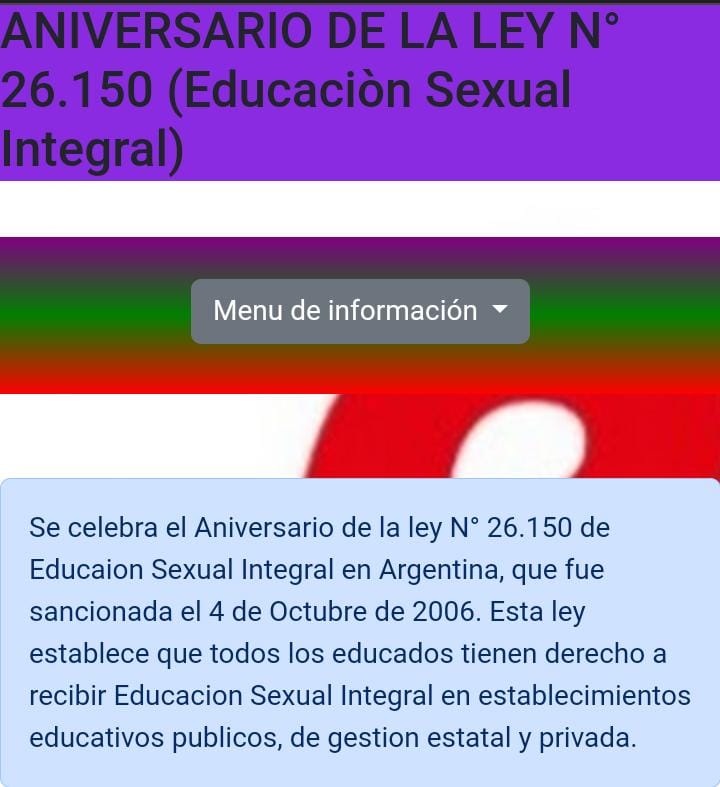 ANIVERSARIO DE LA LEY N°
26.150 (Educaciòn Sexual
Integral)
Menu de información
Se celebra el Aniversario de la ley N° 26.150 de
Educaion Sexual Integral en Argentina, que fue
sancionada el 4 de Octubre de 2006. Esta ley
establece que todos los educados tienen derecho a
recibir Educacion Sexual Integral en establecimientos
educativos publicos, de gestion estatal y privada.